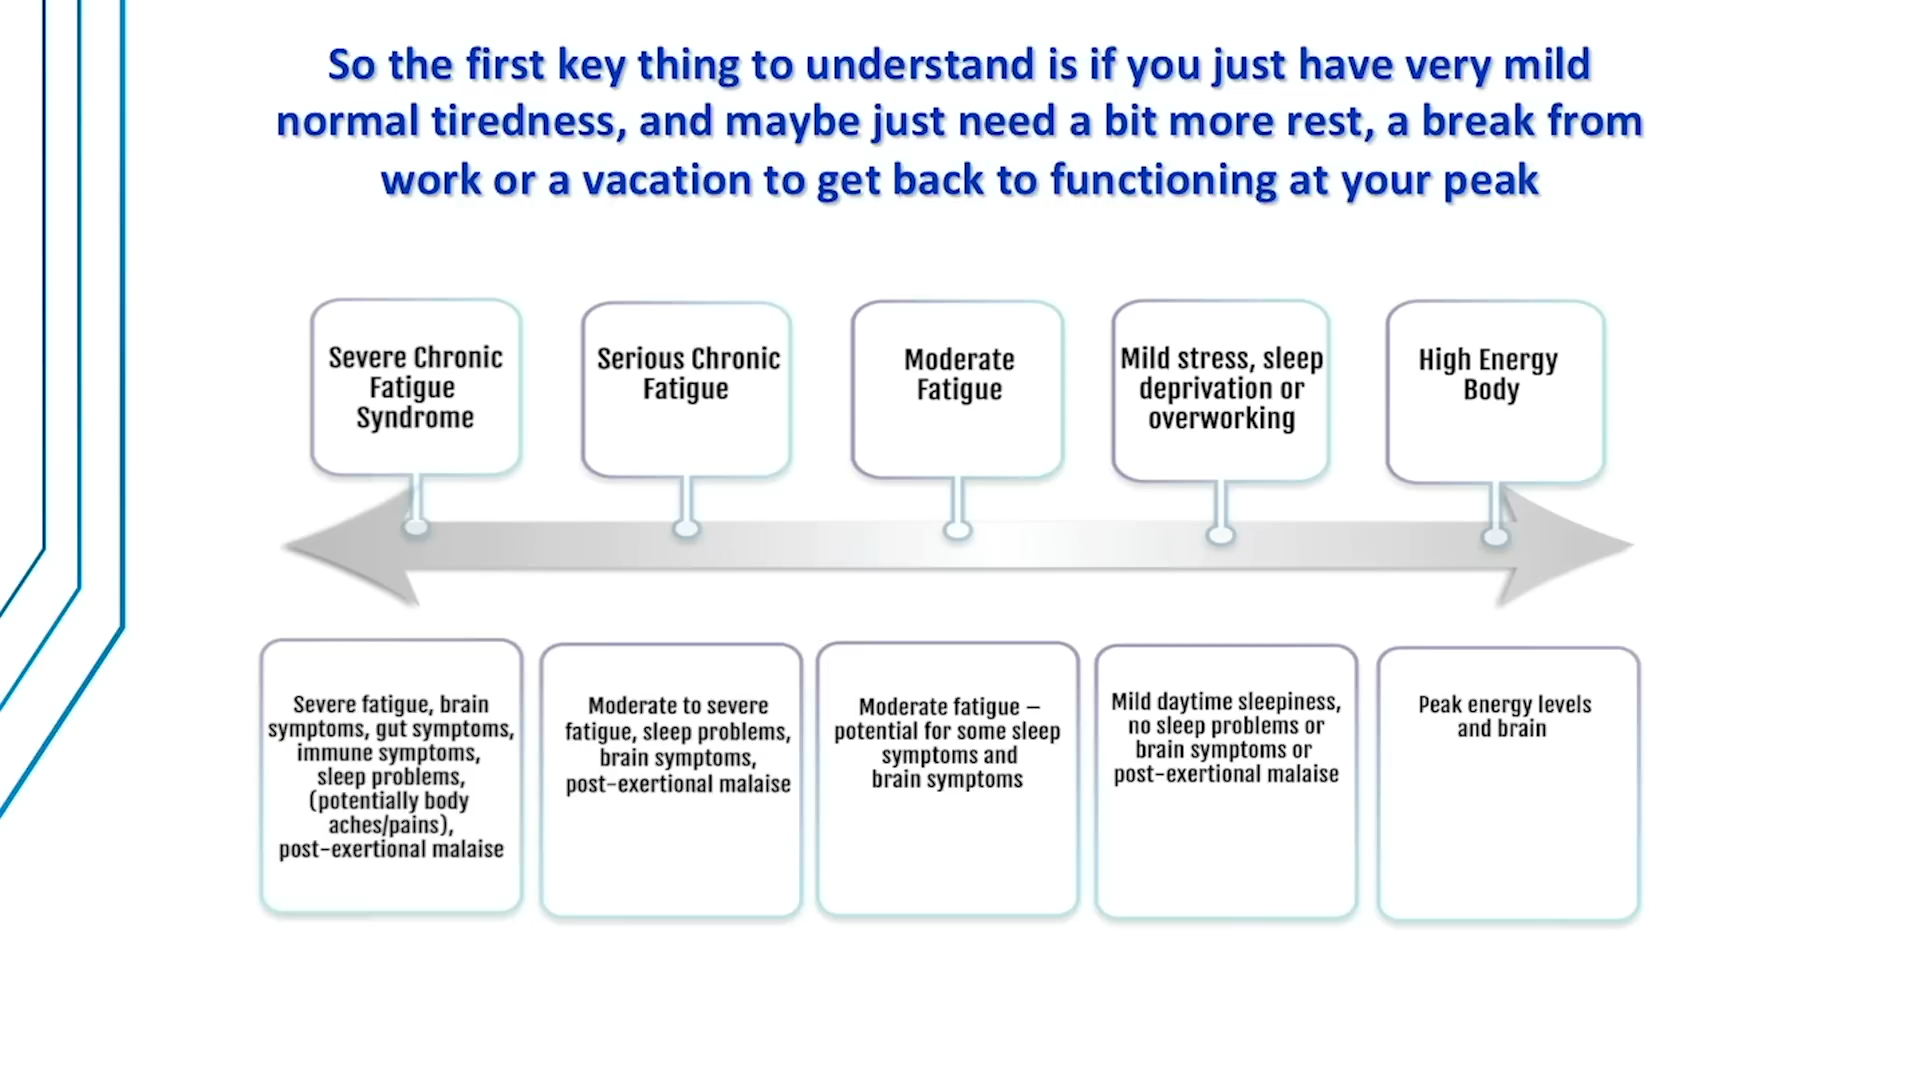 So the first key thing to understand is if you just have very mild
normal tiredness, and maybe just need a bit more rest, a break from
work or a vacation to get back to functioning at your peak
Severe Chronic
Fatigue
Syndrome
Serious Chronic
Fatigue
Moderate
Fatigue
Mild stress, sleep
deprivation or
overworking
High Energy
Body
Severe fatigue, brain
symptoms, gut symptoms,
immune symptoms,
sleep problems,
(potentially body
aches/pains),
post-exertional malaise
Moderate to severe
fatigue, sleep problems,
brain symptoms,
post-exertional malaise
Moderate fatigue –
potential for some sleep
symptoms and
brain symptoms
Mild daytime sleepiness,
no sleep problems or
brain symptoms or
post-exertional malaise
Peak energy levels
and brain